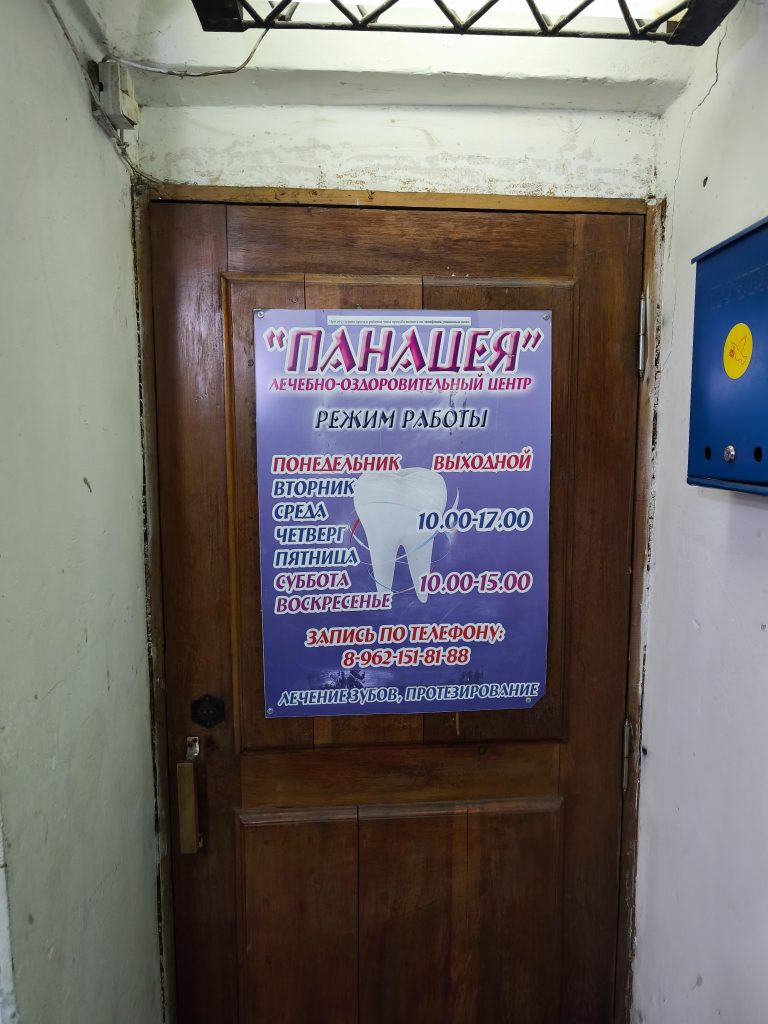 "ПАНАЦЕЯ"
ЛЕЧЕБНО-ОЗДОРОВИТЕЛЬНЫЙ ЦЕНТР
РЕЖИМ РАБОТЫ
ПОНЕДЕЛЬНИК ВЫХОДНОЙ
ВТОРНИК
СРЕДА 10.00-17.00
ЧЕТВЕРГ
ПЯТНИЦА
СУББОТА 10.00-15.00
ВОСКРЕСЕНЬЕ
ЗАПИСЬ ПО ТЕЛЕФОНУ:
8-962-151-81-88
ЛЕЧЕНИЕ ЗУБОВ, ПРОТЕЗИРОВАНИЕ